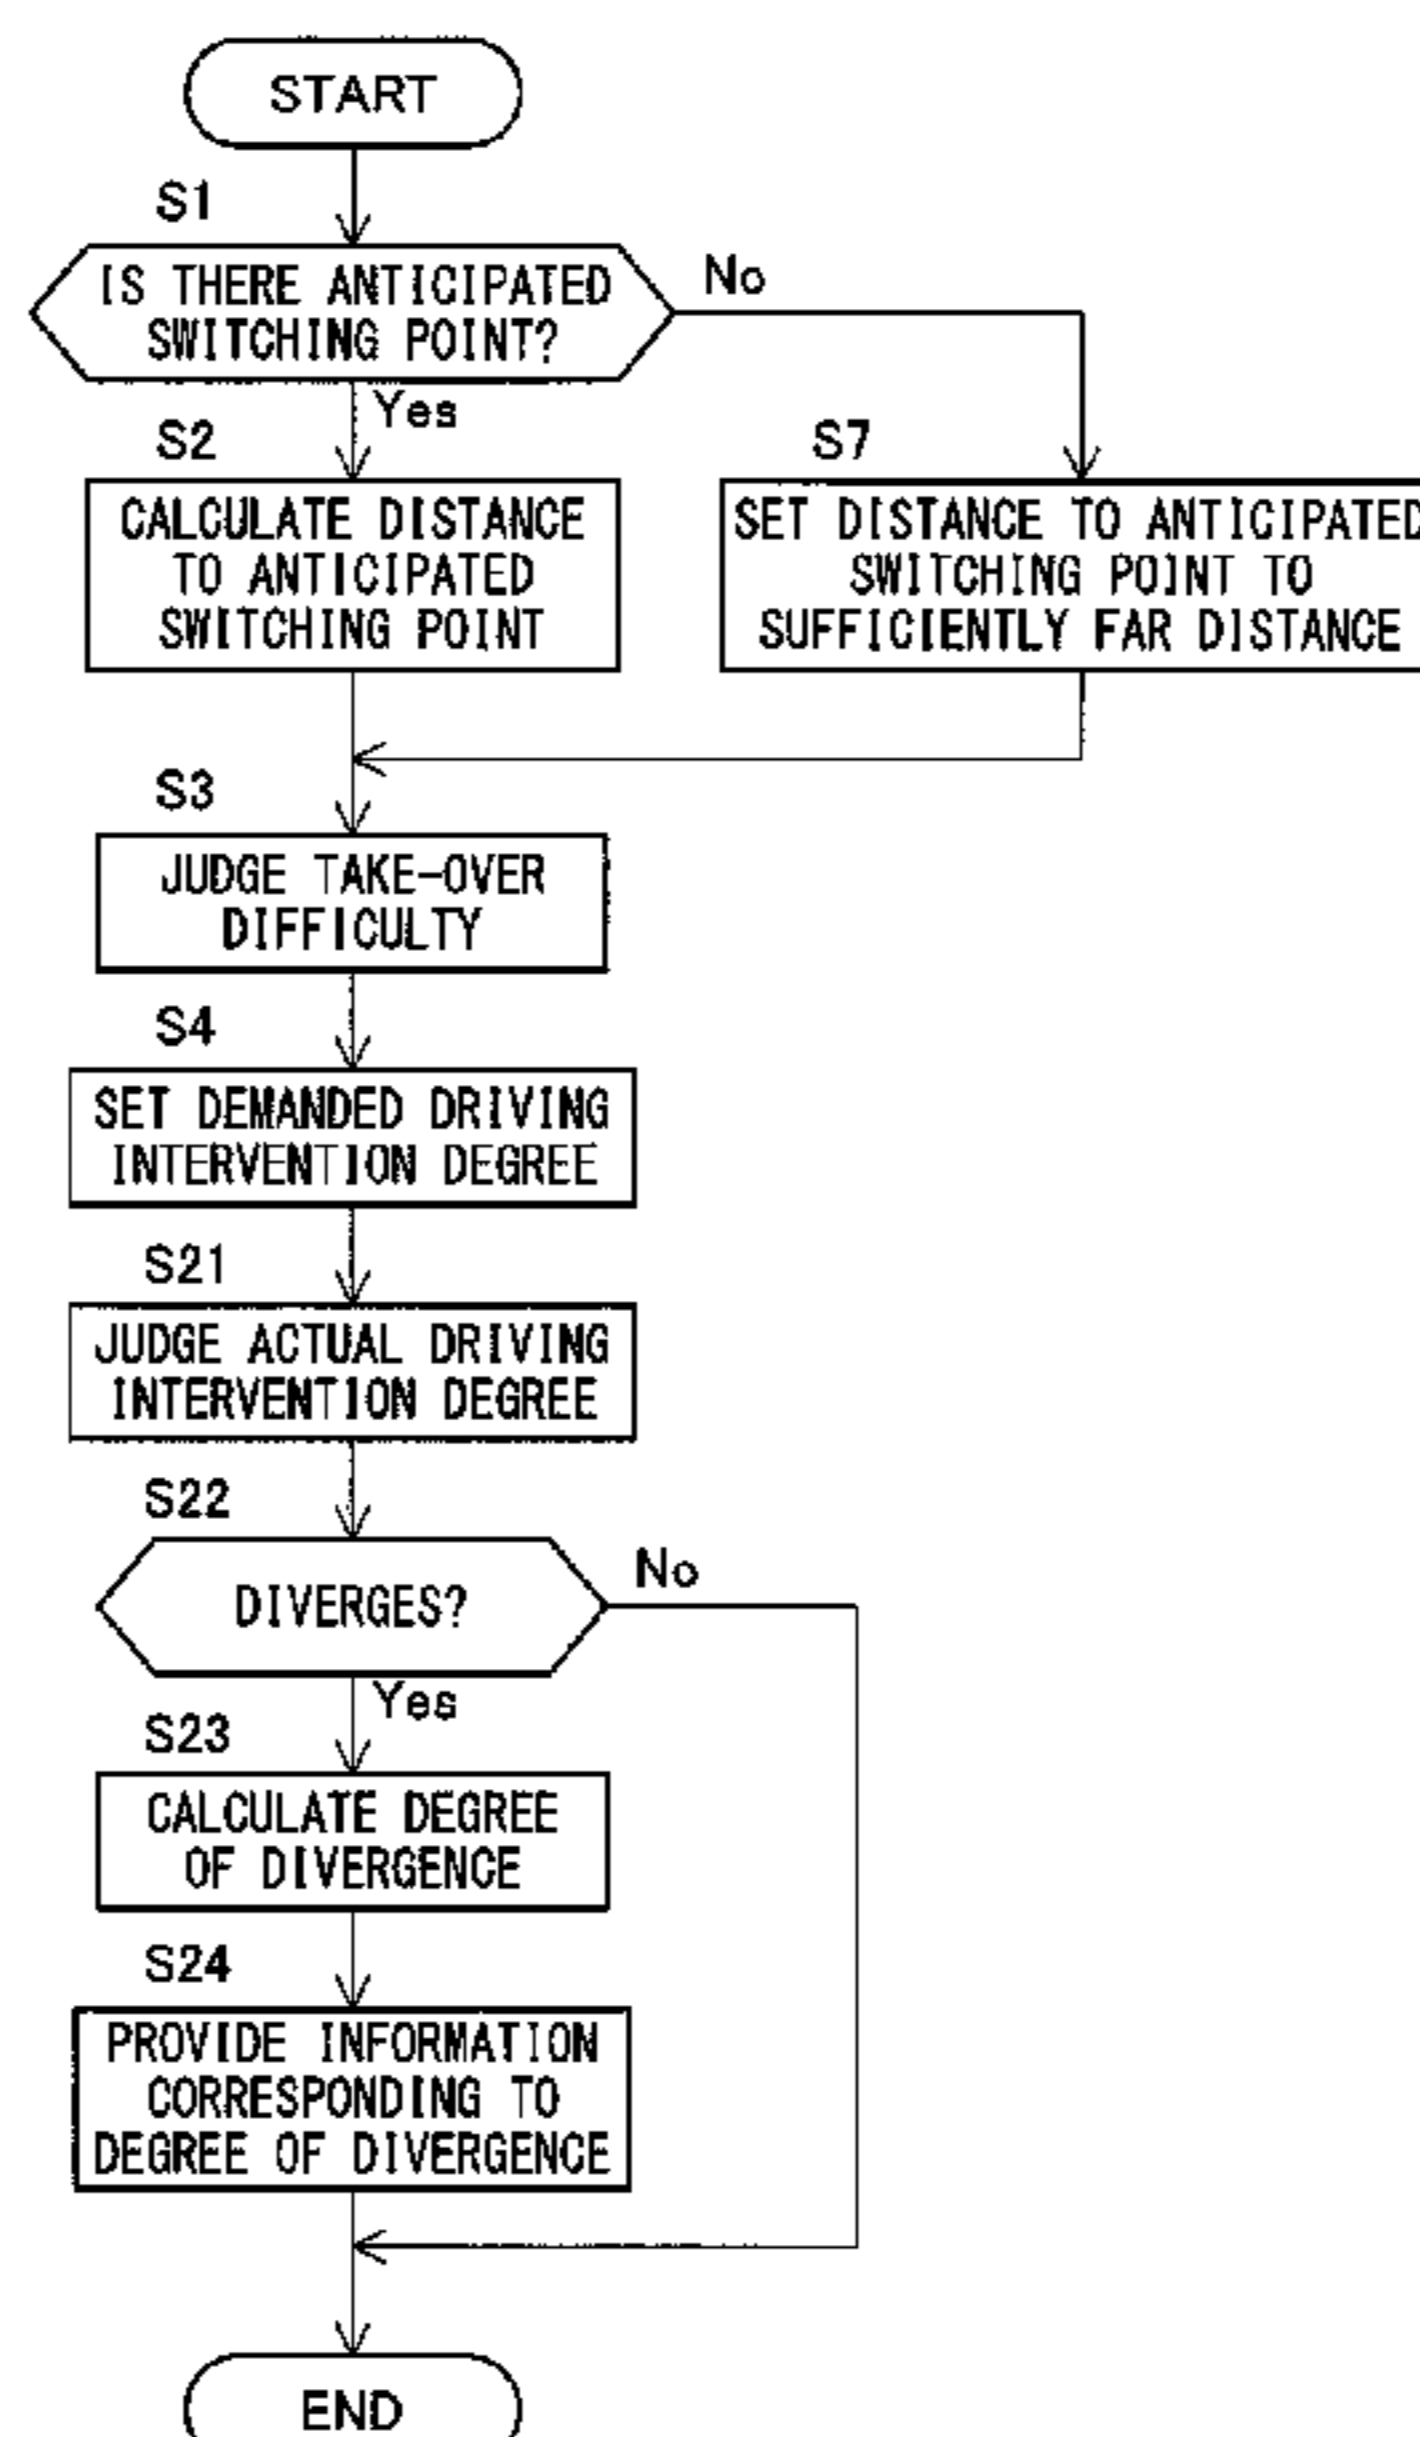 START
S1
IS THERE ANTICIPATED
SWITCHING POINT?
No
Yes
S2
CALCULATE DISTANCE
TO ANTICIPATED
SWITCHING POINT
S7
SET DISTANCE TO ANTICIPATED
SWITCHING POINT TO
SUFFICIENTLY FAR DISTANCE
S3
JUDGE TAKE-OVER
DIFFICULTY
S4
SET DEMANDED DRIVING
INTERVENTION DEGREE
S21
JUDGE ACTUAL DRIVING
INTERVENTION DEGREE
S22
DIVERGES?
No
Yes
S23
CALCULATE DEGREE
OF DIVERGENCE
S24
PROVIDE INFORMATION
CORRESPONDING TO
DEGREE OF DIVERGENCE
END